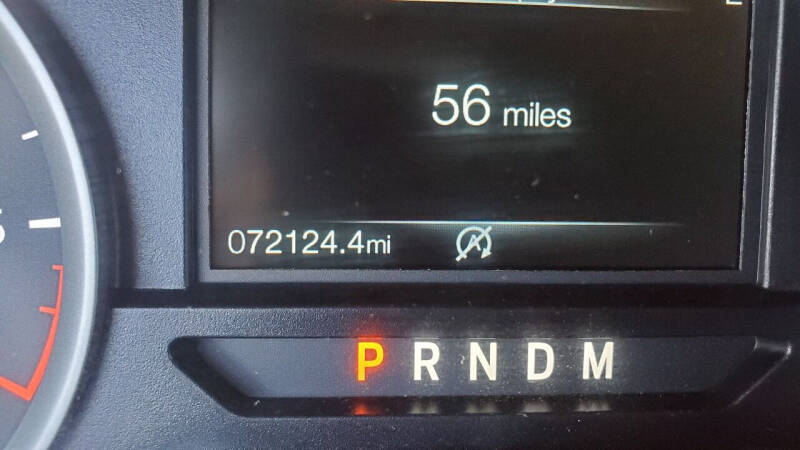 56 miles
072124.4mi
A
P R N D M